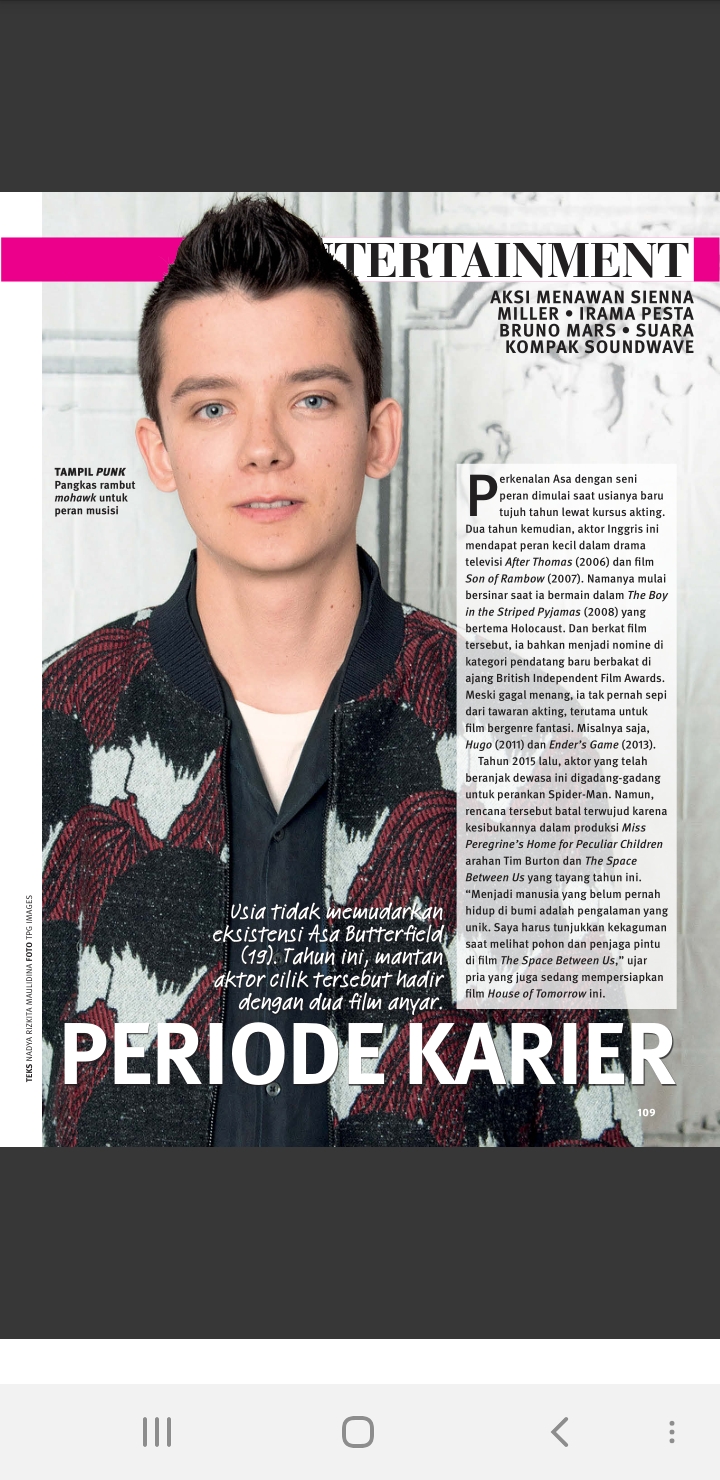 NTERTAINMENT
AKSI MENAWAN SIENNA
MILLER • IRAMA PESTA
BRUNO MARS • SUARA
KOMPAK SOUNDWAVE
TAMPIL PUNK
Pangkas rambut
mohawk untuk
peran musisi
Perkenalan Asa dengan seni
peran dimulai saat usianya baru
tujuh tahun lewat kursus akting.
Dua tahun kemudian, aktor Inggris ini
mendapat peran kecil dalam drama
televisi After Thomas (2006) dan film
Son of Rambow (2007). Namanya mulai
bersinar saat ia bermain dalam The Boy
in the Striped Pyjamas (2008) yang
bertema Holocaust. Dan berkat film
tersebut, ia bahkan menjadi nomine di
kategori pendatang baru berbakat di
ajang British Independent Film Awards.
Meski gagal menang, ia tak pernah sepi
dari tawaran akting, terutama untuk
film bergenre fantasi. Misalnya saja,
Hugo (2011) dan Ender's Game (2013).
Tahun 2015 lalu, aktor yang telah
beranjak dewasa ini digadang-gadang
untuk perankan Spider-Man. Namun,
rencana tersebut batal terwujud karena
kesibukannya dalam produksi Miss
Peregrine's Home for Peculiar Children
arahan Tim Burton dan The Space
Between Us yang tayang tahun ini.
“Menjadi manusia yang belum pernah
hidup di bumi adalah pengalaman yang
unik. Saya harus tunjukkan kekaguman
saat melihat pohon dan penjaga pintu
di film The Space Between Us,” ujar
pria yang juga sedang mempersiapkan
film House of Tomorrow ini.
Usia tidak memudarkan
eksistensi Asa Butterfield
(19). Tahun ini, mantan
aktor cilik tersebut hadir
dengan dua film anyar.
PERIODE KARIER
TEKS NADYA RIZKITA MAULIDINA FOTO TPG IMAGES
109